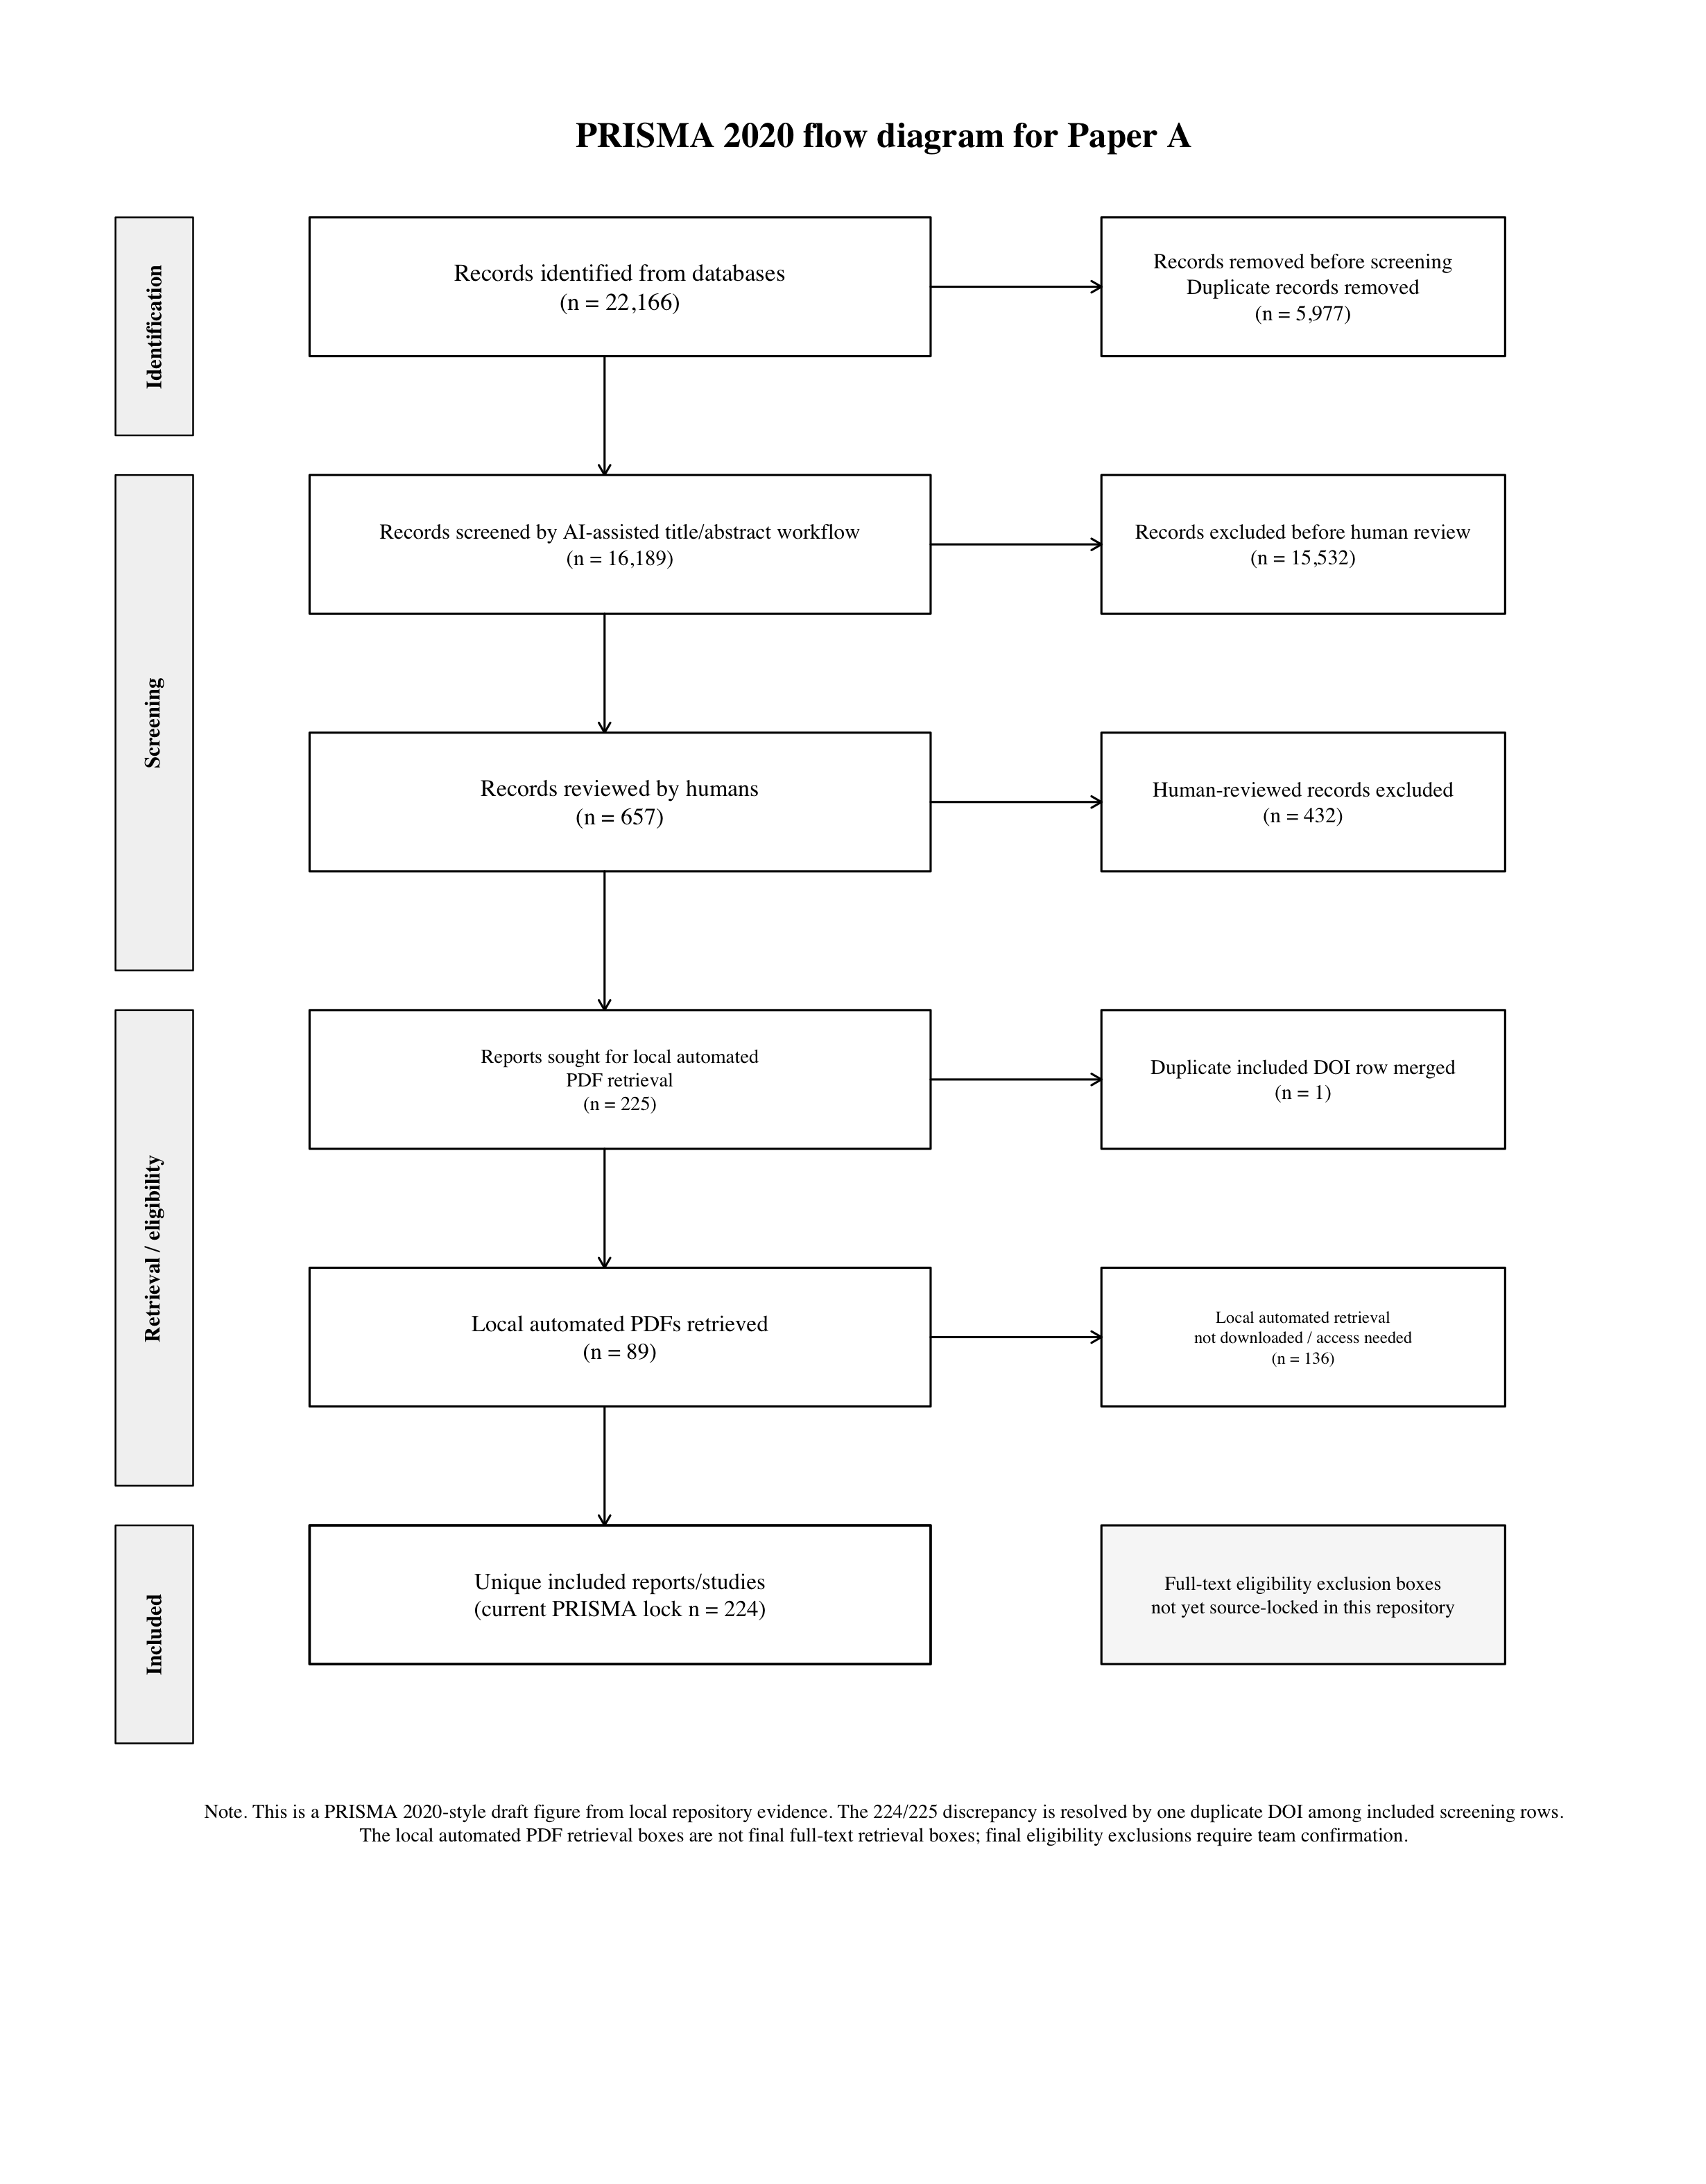 PRISMA 2020 flow diagram for Paper A
Identification
Records identified from databases
(n = 22,166)
Records removed before screening
Duplicate records removed
(n = 5,977)
Screening
Records screened by AI-assisted title/abstract workflow
(n = 16,189)
Records excluded before human review
(n = 15,532)
Records reviewed by humans
(n = 657)
Human-reviewed records excluded
(n = 432)
Retrieval / eligibility
Reports sought for local automated
PDF retrieval
(n = 225)
Duplicate included DOI row merged
(n = 1)
Local automated PDFs retrieved
(n = 89)
Local automated retrieval
not downloaded / access needed
(n = 136)
Included
Unique included reports/studies
(current PRISMA lock n = 224)
Full-text eligibility exclusion boxes
not yet source-locked in this repository
Note. This is a PRISMA 2020-style draft figure from local repository evidence. The 224/225 discrepancy is resolved by one duplicate DOI among included screening rows.
The local automated PDF retrieval boxes are not final full-text retrieval boxes; final eligibility exclusions require team confirmation.